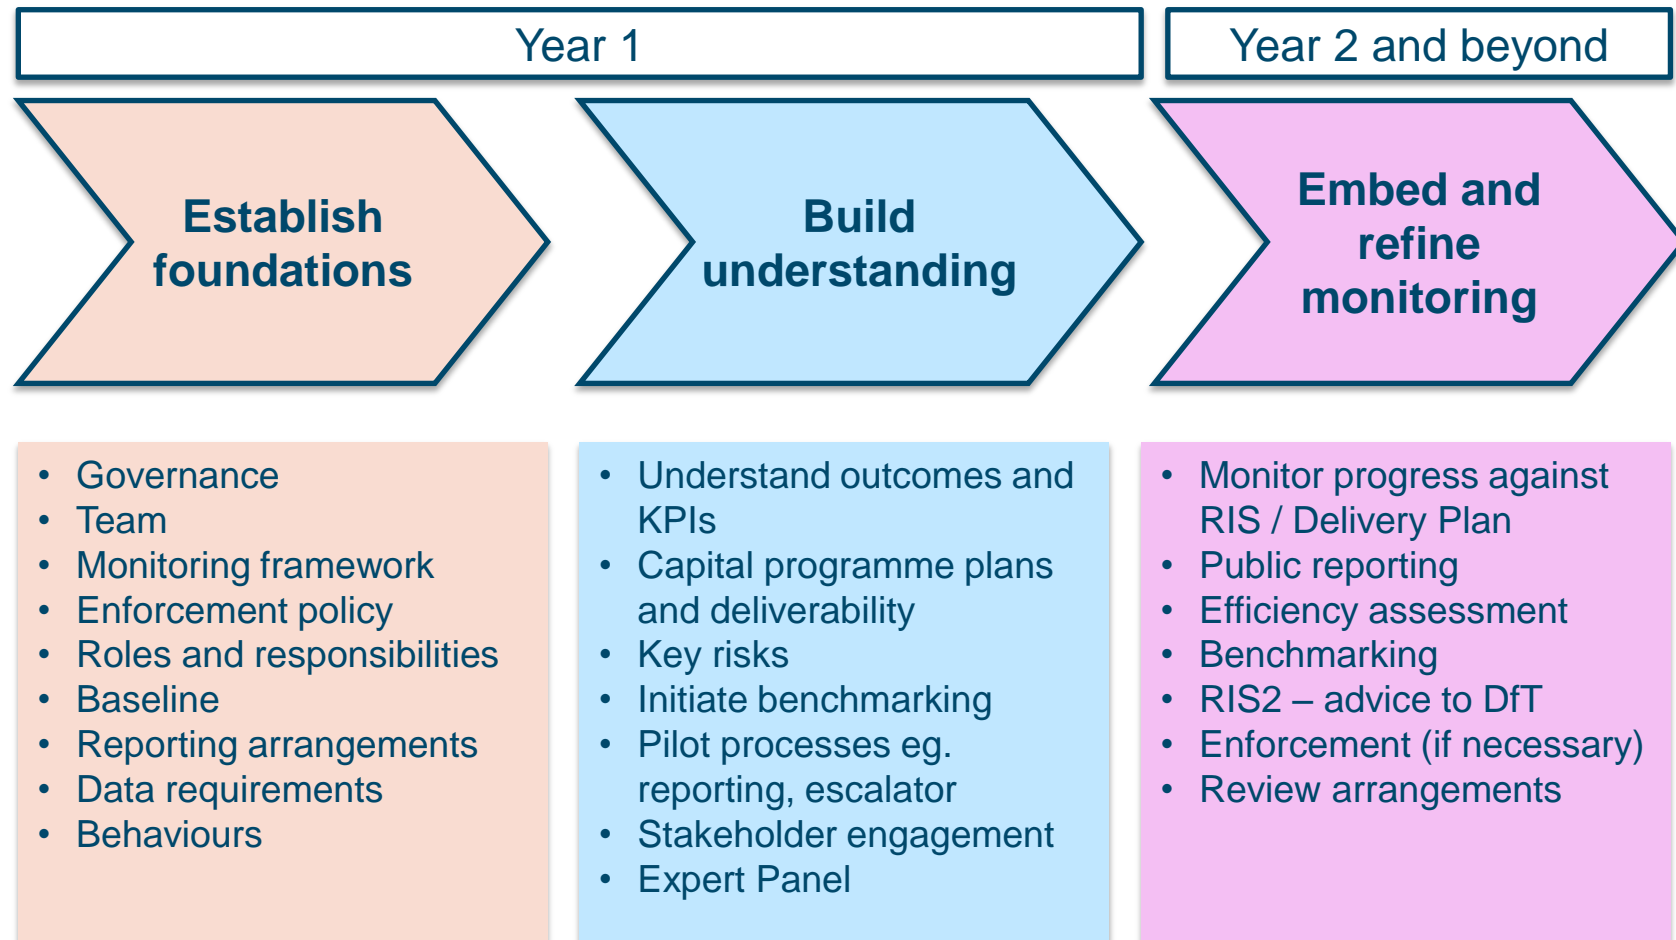 Year 1
Year 2 and beyond
Establish
foundations
Build
understanding
Embed and
refine
monitoring
• Governance
• Team
• Monitoring framework
• Enforcement policy
• Roles and responsibilities
• Baseline
• Reporting arrangements
• Data requirements
• Behaviours
• Understand outcomes and
KPIs
• Capital programme plans
and deliverability
• Key risks
• Initiate benchmarking
• Pilot processes eg.
reporting, escalator
• Stakeholder engagement
• Expert Panel
• Monitor progress against
RIS / Delivery Plan
• Public reporting
• Efficiency assessment
• Benchmarking
• RIS2 – advice to DfT
• Enforcement (if necessary)
• Review arrangements